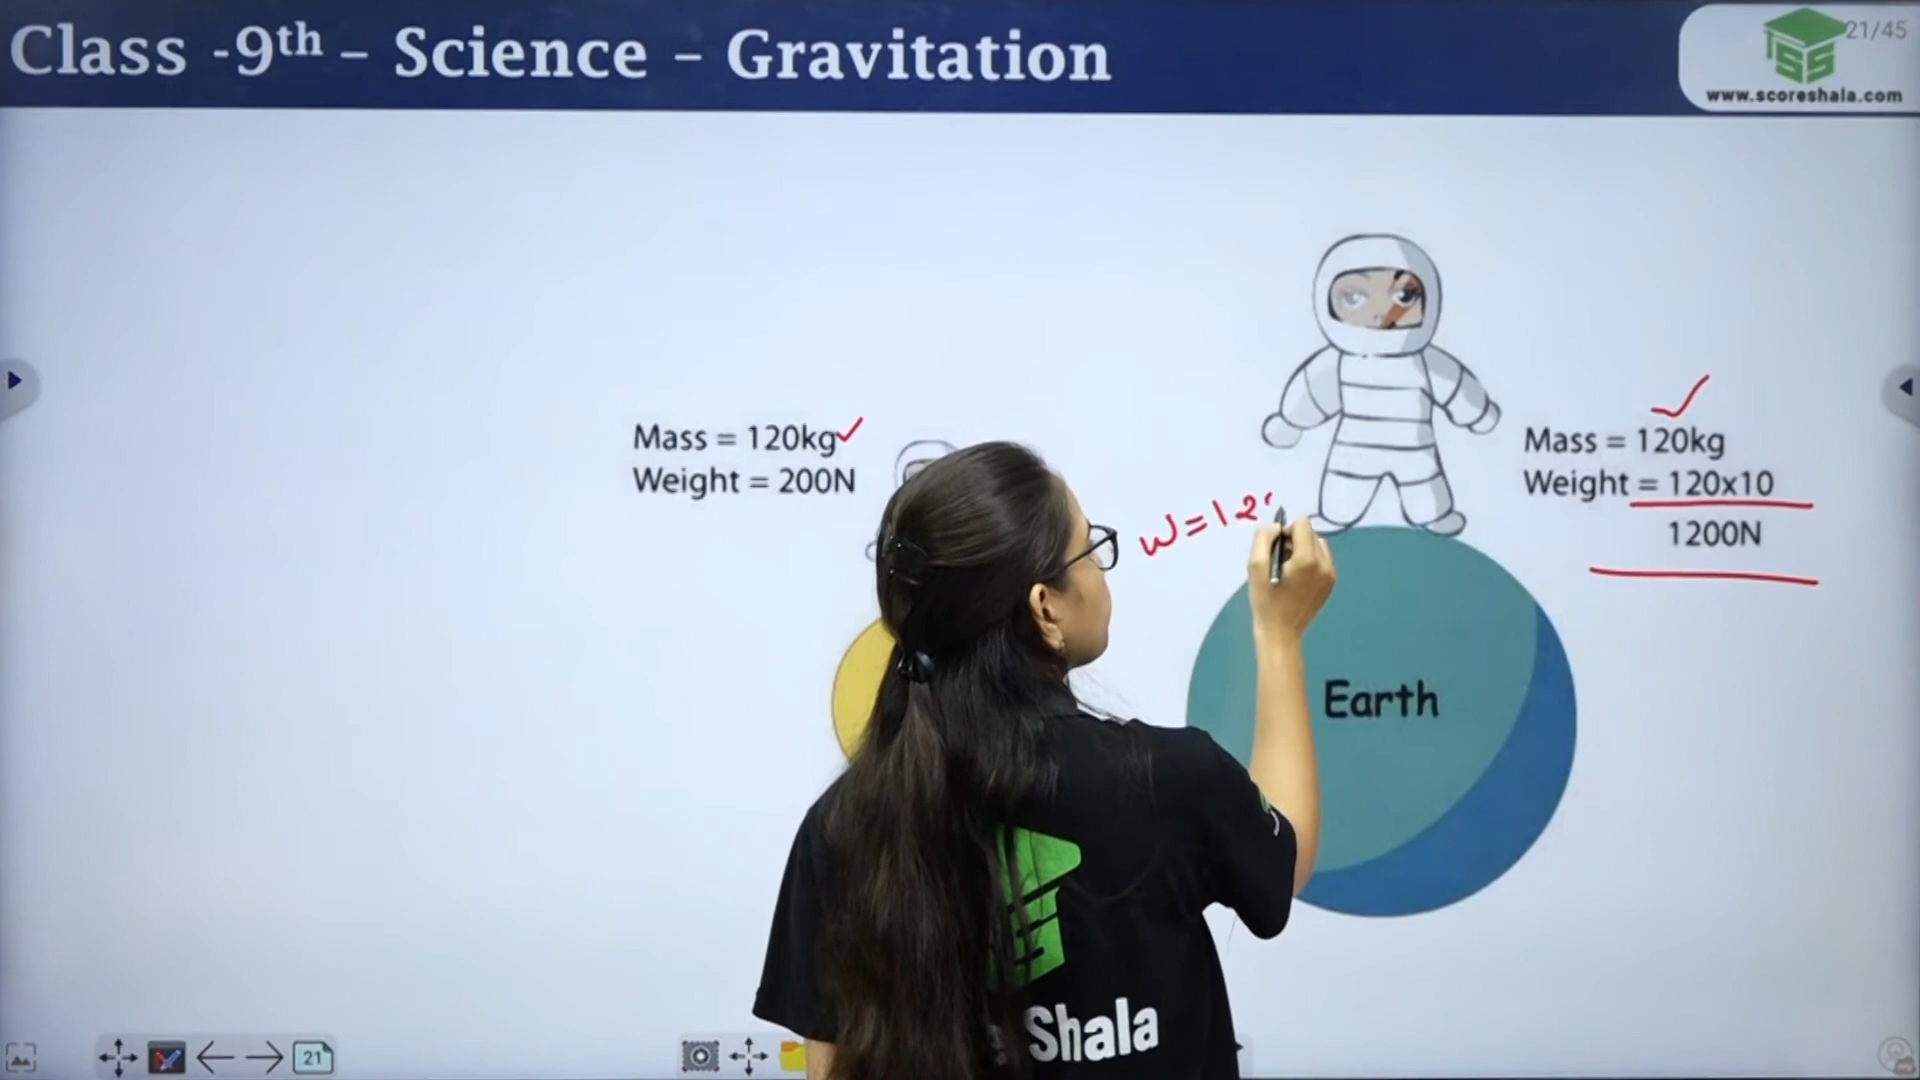 Class -9th – Science – Gravitation
21/45
www.scoreshala.com
Mass = 120kg
Weight = 200N
Mass = 120kg
Weight = 120x10
1200N
W=12
Earth
Shala
21